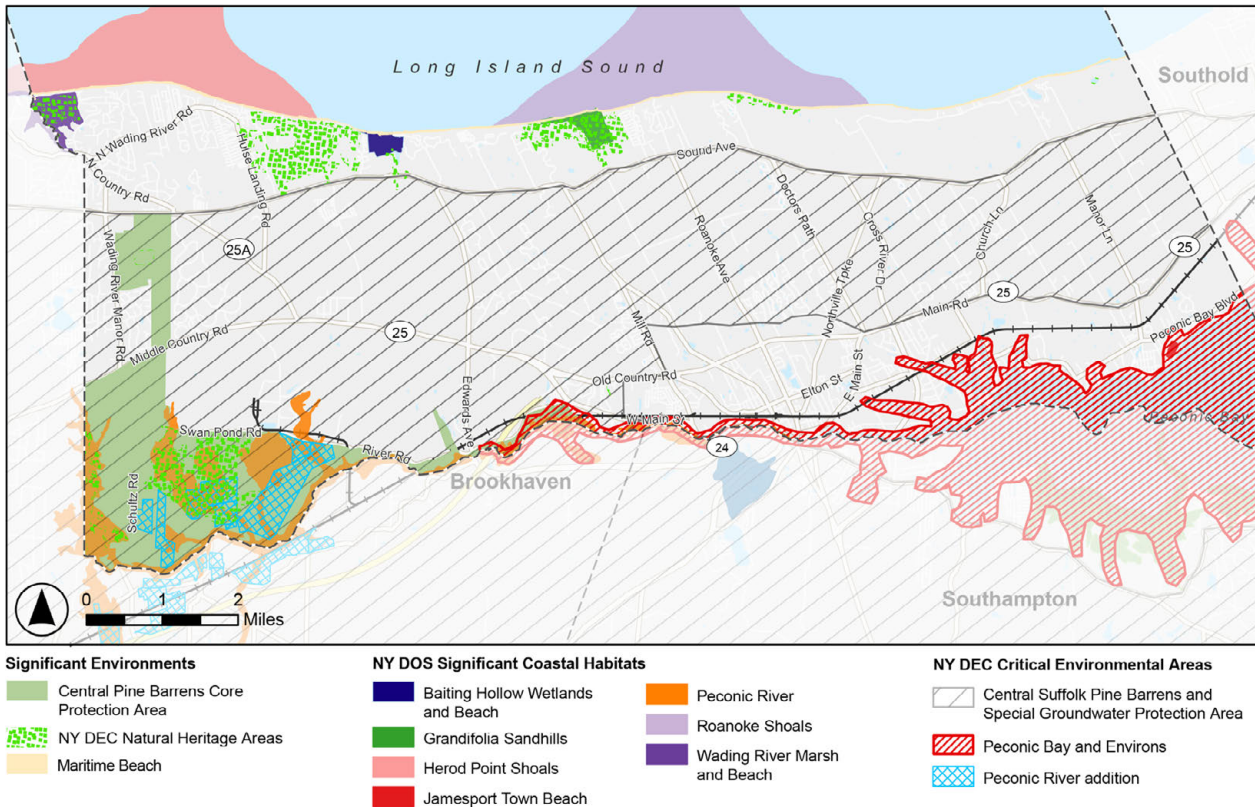 Long Island Sound
Southold
N Wading River Rd
N Country Rd
Hulse Landing Rd
Sound Ave
Wading River Manor Rd
25A
Roanoke Ave
Doctors Path
Cross River Dr
Church Ln
Manor Ln
25
25
Main Rd
Northville Tpke
Peconic Bay Blvd
Middle Country Rd
25
Mill Rd
Old Country Rd
Elton St
E Main St
Edwards Ave
W Main St
Peconic Bay
Swan Pond Rd
River Rd
24
Brookhaven
Schultz Rd
Southampton
0 1 2
Miles
Significant Environments
Central Pine Barrens Core
Protection Area
NY DEC Natural Heritage Areas
Maritime Beach
NY DOS Significant Coastal Habitats
Baiting Hollow Wetlands
and Beach
Grandifolia Sandhills
Herod Point Shoals
Jamesport Town Beach
Peconic River
Roanoke Shoals
Wading River Marsh
and Beach
NY DEC Critical Environmental Areas
Central Suffolk Pine Barrens and
Special Groundwater Protection Area
Peconic Bay and Environs
Peconic River addition